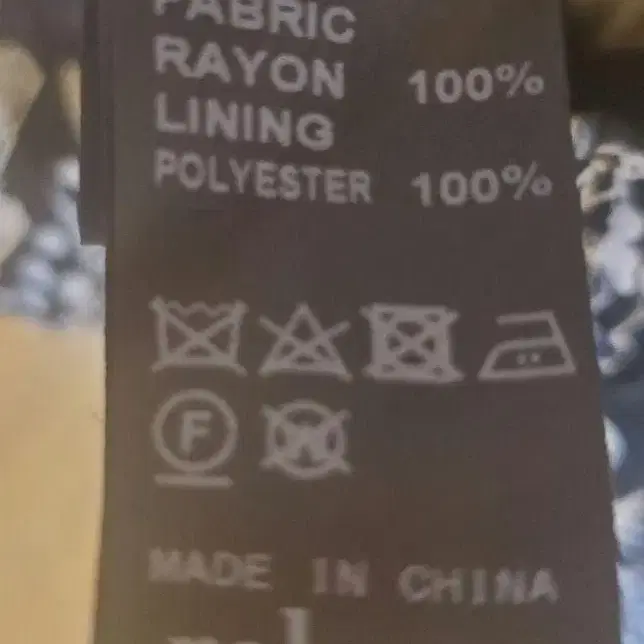 FABRIC
RAYON 100%
LINING
POLYESTER 100%
F W
MADE IN CHINA